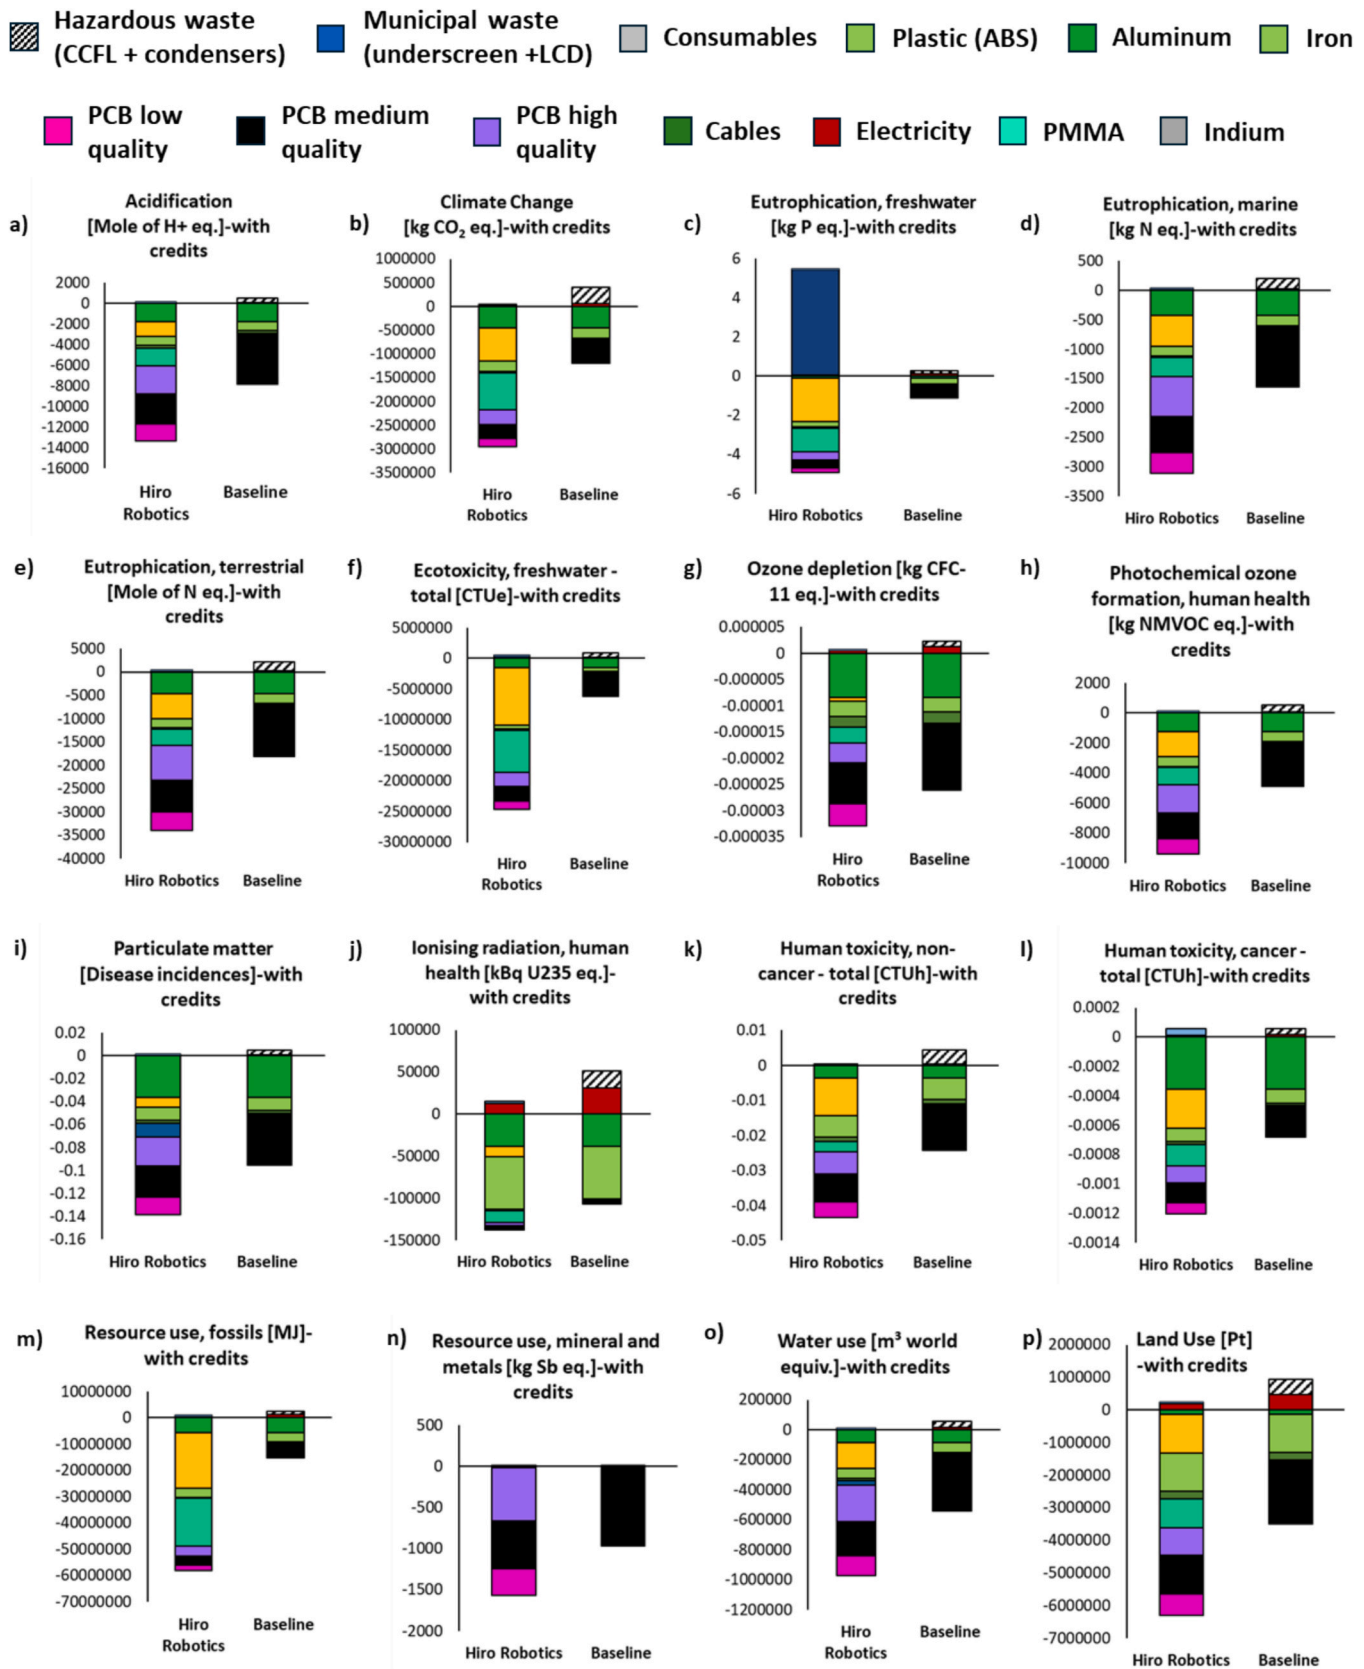 Hazardous waste
(CCFL + condensers)
Municipal waste
(underscreen +LCD)
Consumables
Plastic (ABS)
Aluminum
Iron
PCB low
quality
PCB medium
quality
PCB high
quality
Cables
Electricity
PMMA
Indium
a)
Acidification
[Mole of H+ eq.]-with
credits
2000
0
-2000
-4000
-6000
-8000
-10000
-12000
-14000
-16000
Hiro
Robotics
Baseline
b)
Climate Change
[kg CO₂ eq.]-with credits
1000000
500000
0
-500000
-1000000
-1500000
-2000000
-2500000
-3000000
-3500000
Hiro
Robotics
Baseline
c)
Eutrophication, freshwater
[kg P eq.]-with credits
6
4
2
0
-2
-4
-6
Hiro Robotics
Baseline
d)
Eutrophication, marine
[kg N eq.]-with credits
500
0
-500
-1000
-1500
-2000
-2500
-3000
-3500
Hiro Robotics
Baseline
e)
Eutrophication, terrestrial
[Mole of N eq.]-with
credits
5000
0
-5000
-10000
-15000
-20000
-25000
-30000
-35000
-40000
Hiro Robotics
Baseline
f)
Ecotoxicity, freshwater -
total [CTUe]-with credits
5000000
0
-5000000
-10000000
-15000000
-20000000
-25000000
-30000000
Hiro
Robotics
Baseline
g)
Ozone depletion [kg CFC-
11 eq.]-with credits
0.000005
0
-0.000005
-0.00001
-0.000015
-0.00002
-0.000025
-0.00003
-0.000035
Hiro
Robotics
Baseline
h)
Photochemical ozone
formation, human health
[kg NMVOC eq.]-with
credits
2000
0
-2000
-4000
-6000
-8000
-10000
Hiro Robotics
Baseline
i)
Particulate matter
[Disease incidences]-with
credits
0.02
0
-0.02
-0.04
-0.06
-0.08
-0.1
-0.12
-0.14
-0.16
Hiro Robotics
Baseline
j)
Ionising radiation, human
health [kBq U235 eq.]-
with credits
100000
50000
0
-50000
-100000
-150000
Hiro Robotics
Baseline
k)
Human toxicity, non-
cancer - total [CTUh]-with
credits
0.01
0
-0.01
-0.02
-0.03
-0.04
-0.05
Hiro Robotics
Baseline
l)
Human toxicity, cancer -
total [CTUh]-with credits
0.0002
0
-0.0002
-0.0004
-0.0006
-0.0008
-0.001
-0.0012
-0.0014
Hiro Robotics
Baseline
m)
Resource use, fossils [MJ]-
with credits
10000000
0
-10000000
-20000000
-30000000
-40000000
-50000000
-60000000
-70000000
Hiro
Robotics
Baseline
n)
Resource use, mineral and
metals [kg Sb eq.]-with
credits
500
0
-500
-1000
-1500
-2000
Hiro Robotics
Baseline
o)
Water use [m³ world
equiv.]-with credits
200000
0
-200000
-400000
-600000
-800000
-1000000
-1200000
Hiro
Robotics
Baseline
p)
Land Use [Pt]
-with credits
2000000
1000000
0
-1000000
-2000000
-3000000
-4000000
-5000000
-6000000
-7000000
Hiro Robotics
Baseline